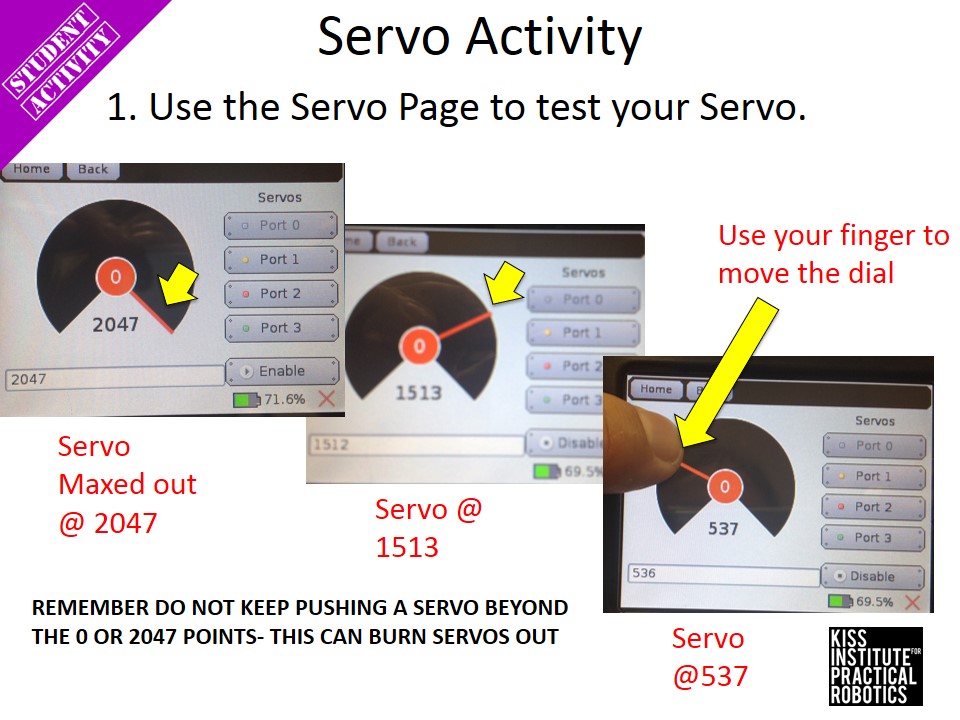 STUDENT
ACTIVITY
Servo Activity
1. Use the Servo Page to test your Servo.
Home Back
Servos
Port 0
Port 1
Port 2
Port 3
0
2047
2047
Enable
71.6%
Servo
Maxed out
@ 2047
me Back
Servos
Port 0
Port 1
Port 2
Port 3
0
1513
1512
Disable
69.5%
Servo @
1513
Use your finger to
move the dial
Home
Servos
Port 0
Port 1
Port 2
Port 3
0
537
536
Disable
69.5%
Servo
@537
REMEMBER DO NOT KEEP PUSHING A SERVO BEYOND
THE 0 OR 2047 POINTS- THIS CAN BURN SERVOS OUT
KISS
INSTITUTE FOR
PRACTICAL
ROBOTICS